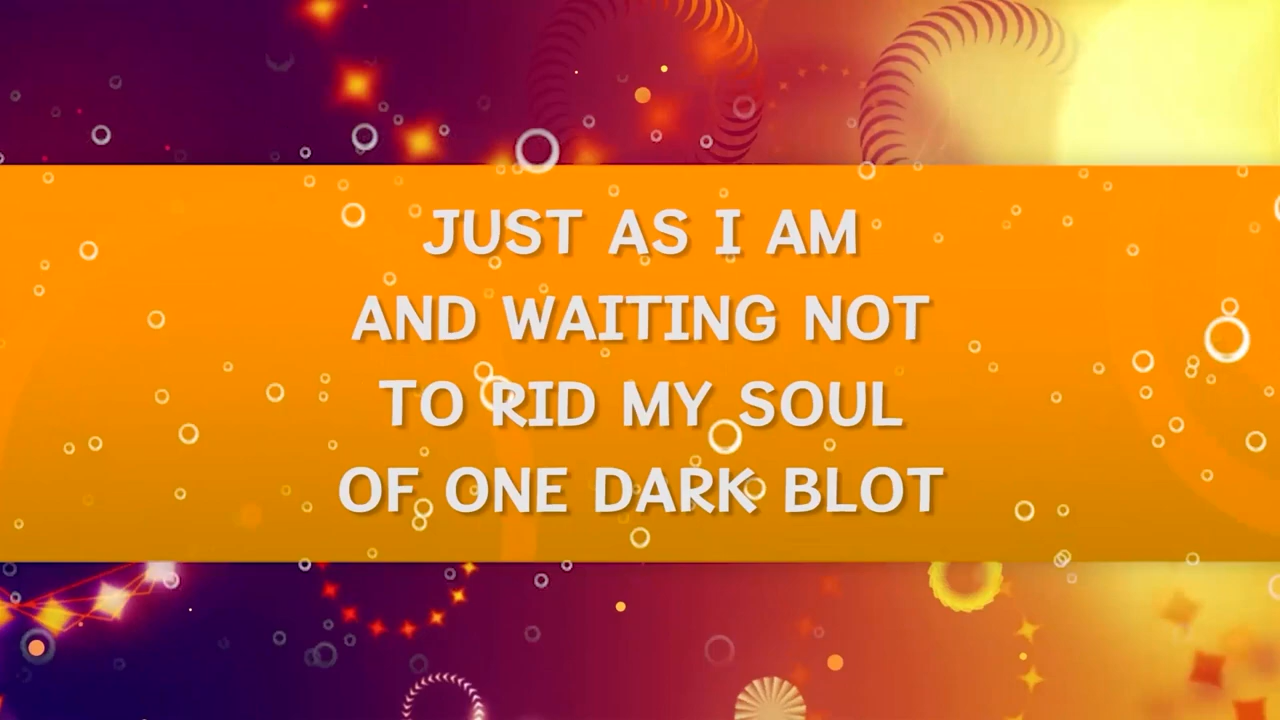 JUST AS I AM
AND WAITING NOT
TO RID MY SOUL
OF ONE DARK BLOT